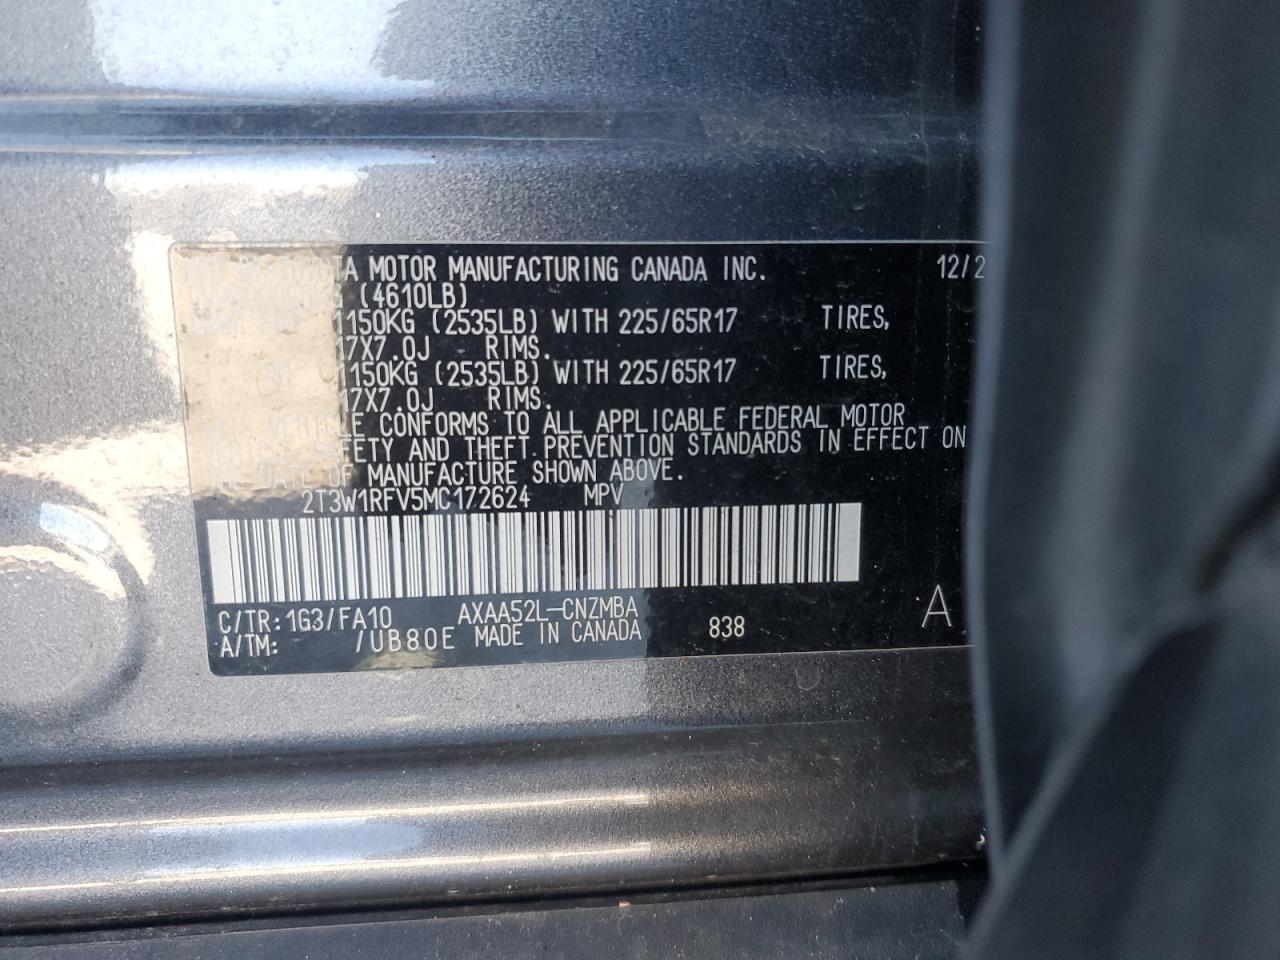 MOTOR MANUFACTURING CANADA INC. 12/2
(4610LB)
1150KG (2535LB) WITH 225/65R17 TIRES,
17X7.0J RIMS.
1150KG (2535LB) WITH 225/65R17 TIRES,
17X7.0J RIMS.
VEHICLE CONFORMS TO ALL APPLICABLE FEDERAL MOTOR
SAFETY AND THEFT PREVENTION STANDARDS IN EFFECT ON
DATE OF MANUFACTURE SHOWN ABOVE.
2T3W1RFV5MC172624 MPV
C/TR: 1G3/FA10 AXAA52L-CNZMBA
A/TM: /UB80E MADE IN CANADA 838 A